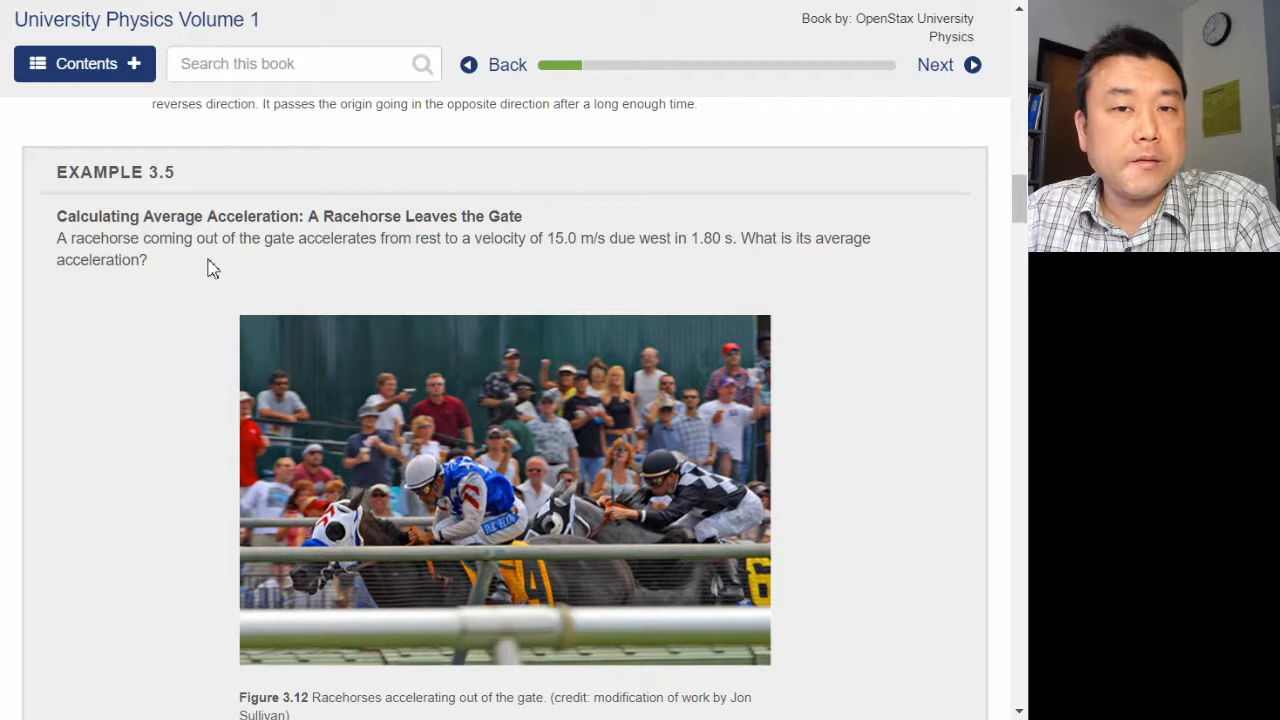 University Physics Volume 1
Book by: OpenStax University
Physics
Contents +
Search this book
Back
Next
reverses direction. It passes the origin going in the opposite direction after a long enough time.
EXAMPLE 3.5
Calculating Average Acceleration: A Racehorse Leaves the Gate
A racehorse coming out of the gate accelerates from rest to a velocity of 15.0 m/s due west in 1.80 s. What is its average
acceleration?
4
6
Figure 3.12 Racehorses accelerating out of the gate. (credit: modification of work by Jon
Sullivan)